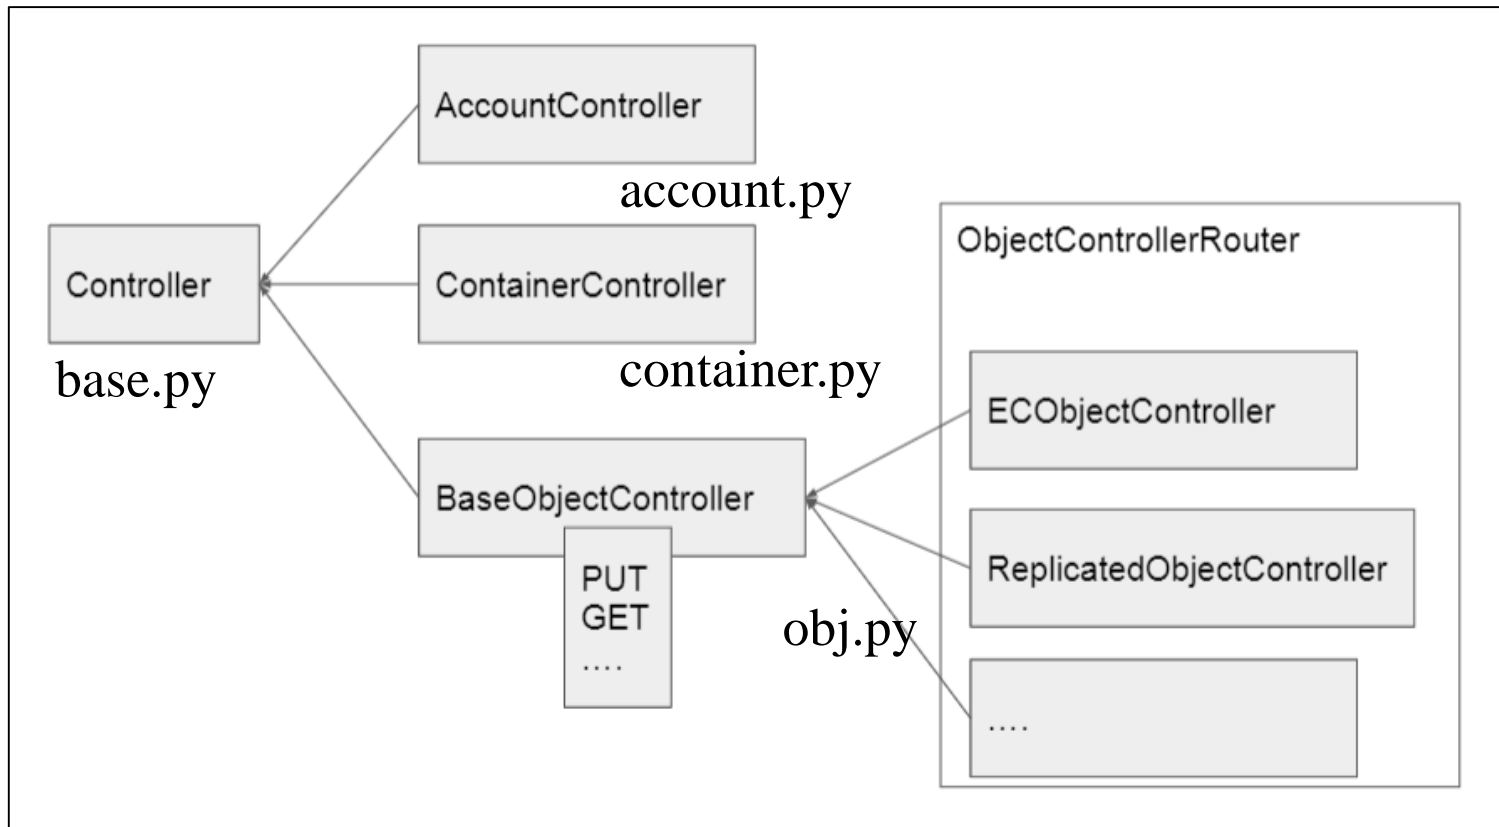 AccountController
account.py
ObjectControllerRouter
Controller
ContainerController
base.py
container.py
ECObjectController
BaseObjectController
PUT
GET
....
ReplicatedObjectController
obj.py
....